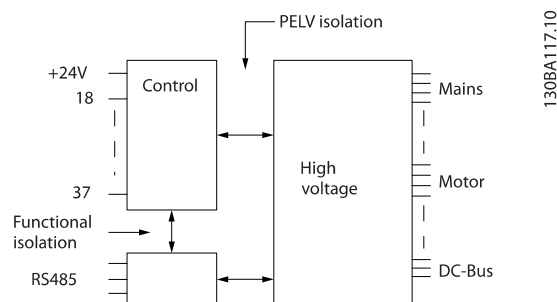 PELV isolation
130BA117.10
+24V
Control
Mains
18
High
voltage
Motor
37
Functional
isolation
DC-Bus
RS485